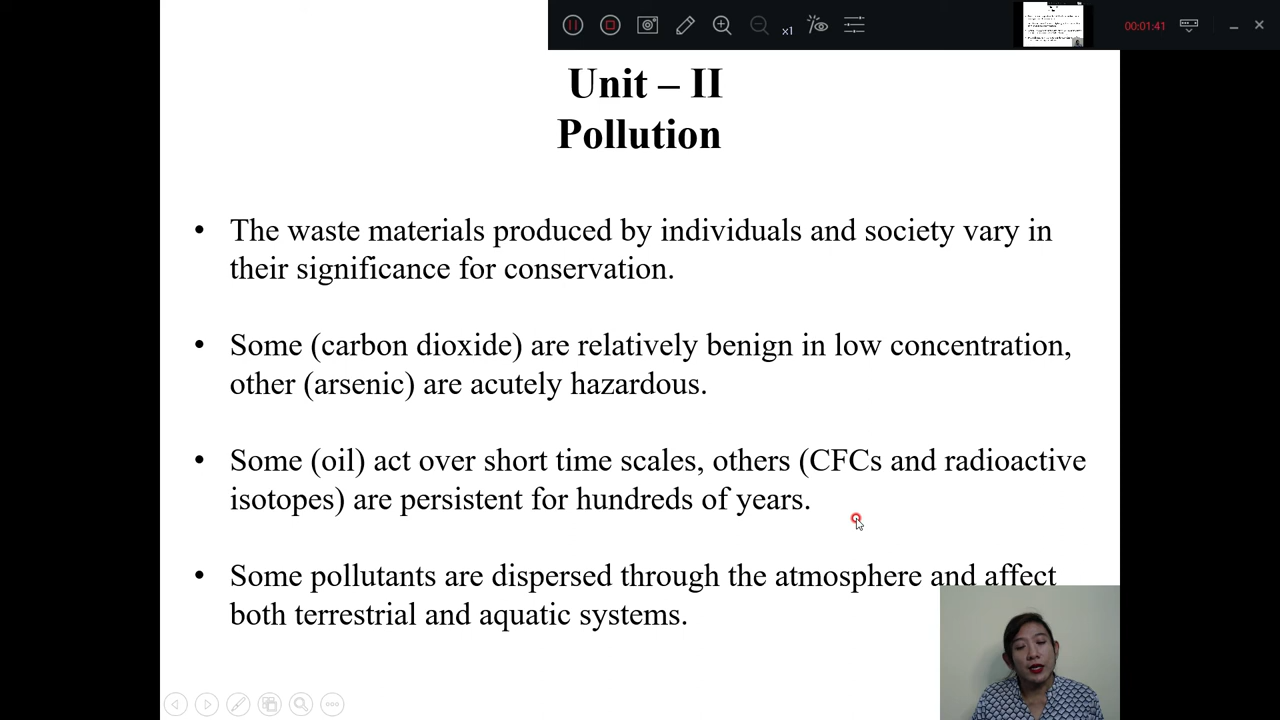 x1
00:01:41
Unit – II
Pollution
• The waste materials produced by individuals and society vary in
their significance for conservation.
• Some (carbon dioxide) are relatively benign in low concentration,
other (arsenic) are acutely hazardous.
• Some (oil) act over short time scales, others (CFCs and radioactive
isotopes) are persistent for hundreds of years.
• Some pollutants are dispersed through the atmosphere and affect
both terrestrial and aquatic systems.